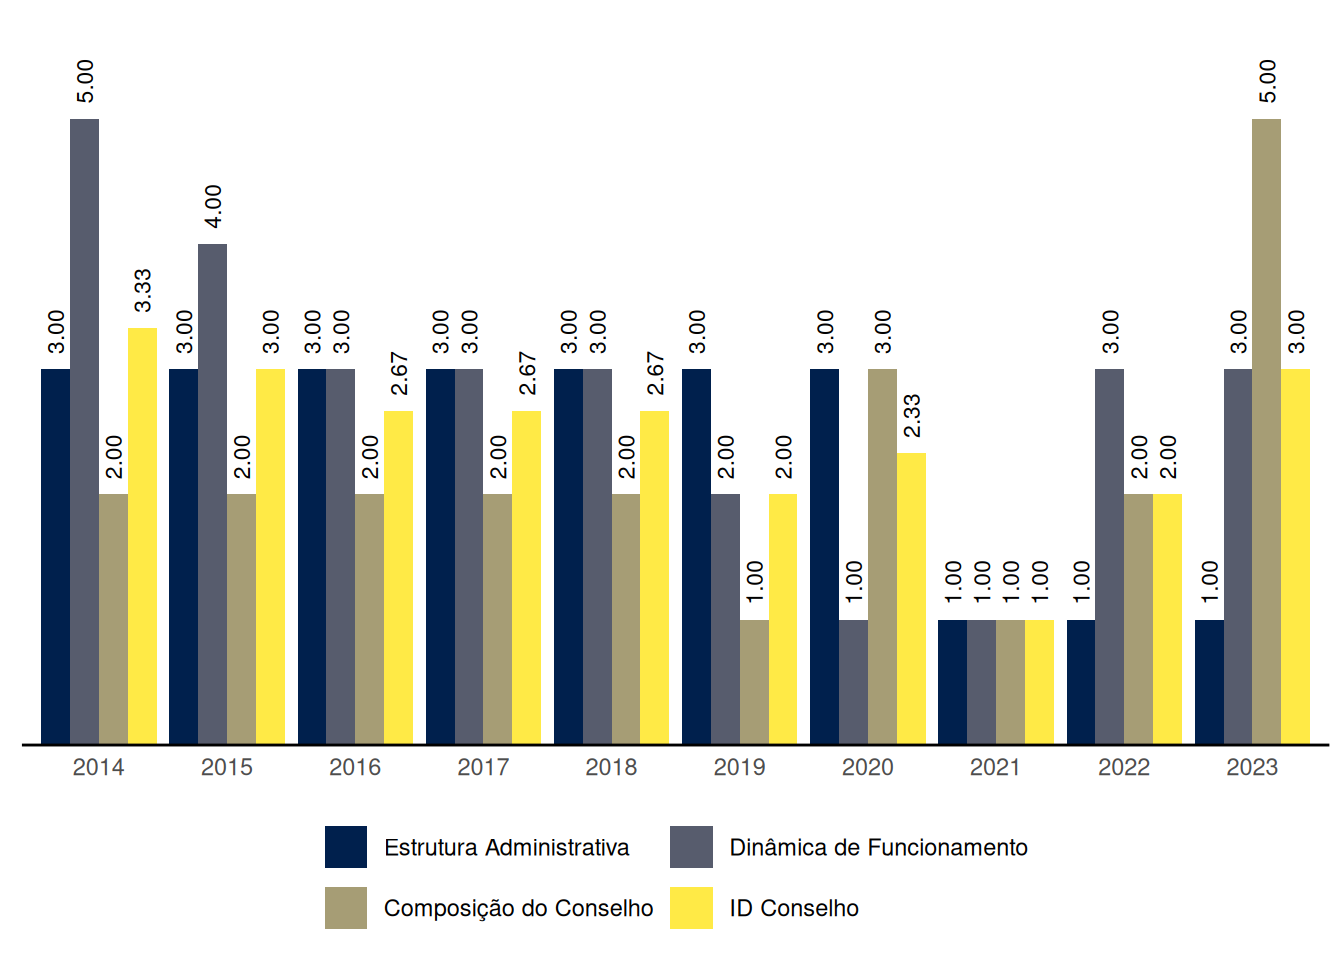 3.00 5.00 2.00 3.33 3.00 4.00 2.00 3.00 3.00 3.00 2.00 2.67 3.00 3.00 2.00 2.67 3.00 3.00 2.00 2.67 3.00 2.00 1.00 2.00 3.00 1.00 3.00 2.33 1.00 1.00 1.00 1.00 1.00 3.00 2.00 2.00 1.00 3.00 5.00 3.00
2014 2015 2016 2017 2018 2019 2020 2021 2022 2023
Estrutura Administrativa Dinâmica de Funcionamento
Composição do Conselho ID Conselho